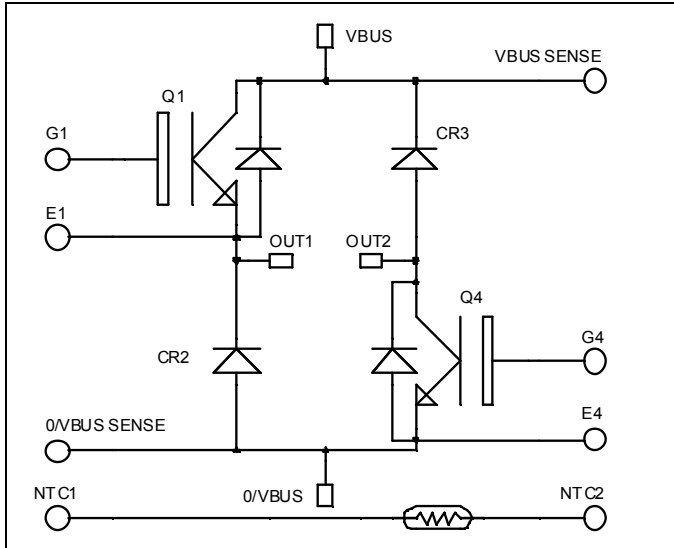 VBUS
VBUS SENSE
Q1
G1
CR3
E1
OUT1
OUT2
Q4
G4
CR2
E4
0/VBUS SENSE
0/VBUS
NTC1
NTC2